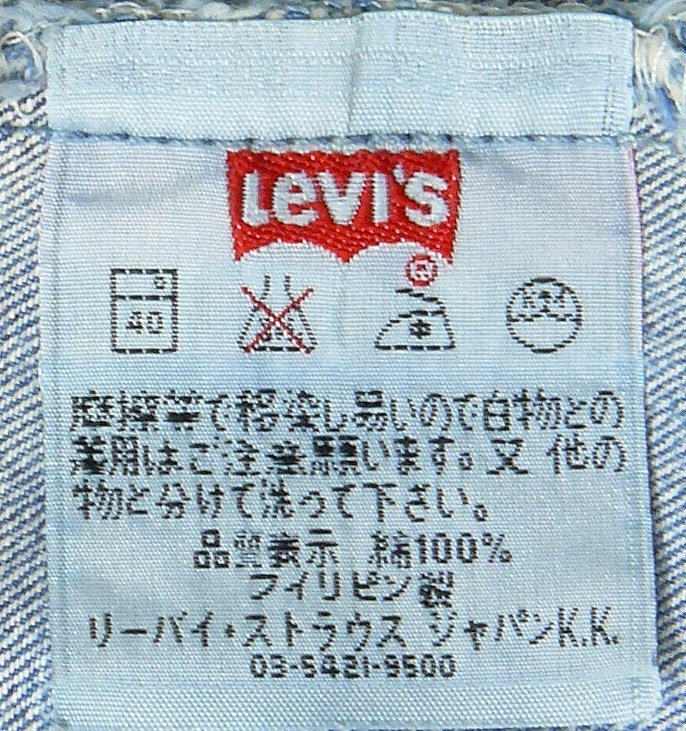 LEVI'S
®
40
摩擦等で移染し易いので白物との
着用はご注意願います。又 他の
物と分けて洗って下さい。
品質表示 綿100%
フィリピン製
リーバイ・ストラウス ジャパンK.K.
03-5421-9500